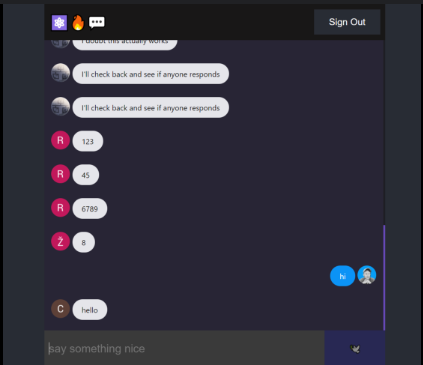 Sign Out
I doubt this actually works
I'll check back and see if anyone responds
I'll check back and see if anyone responds
R 123
R 45
R 6789
Ž 8
hi
C hello
say something nice